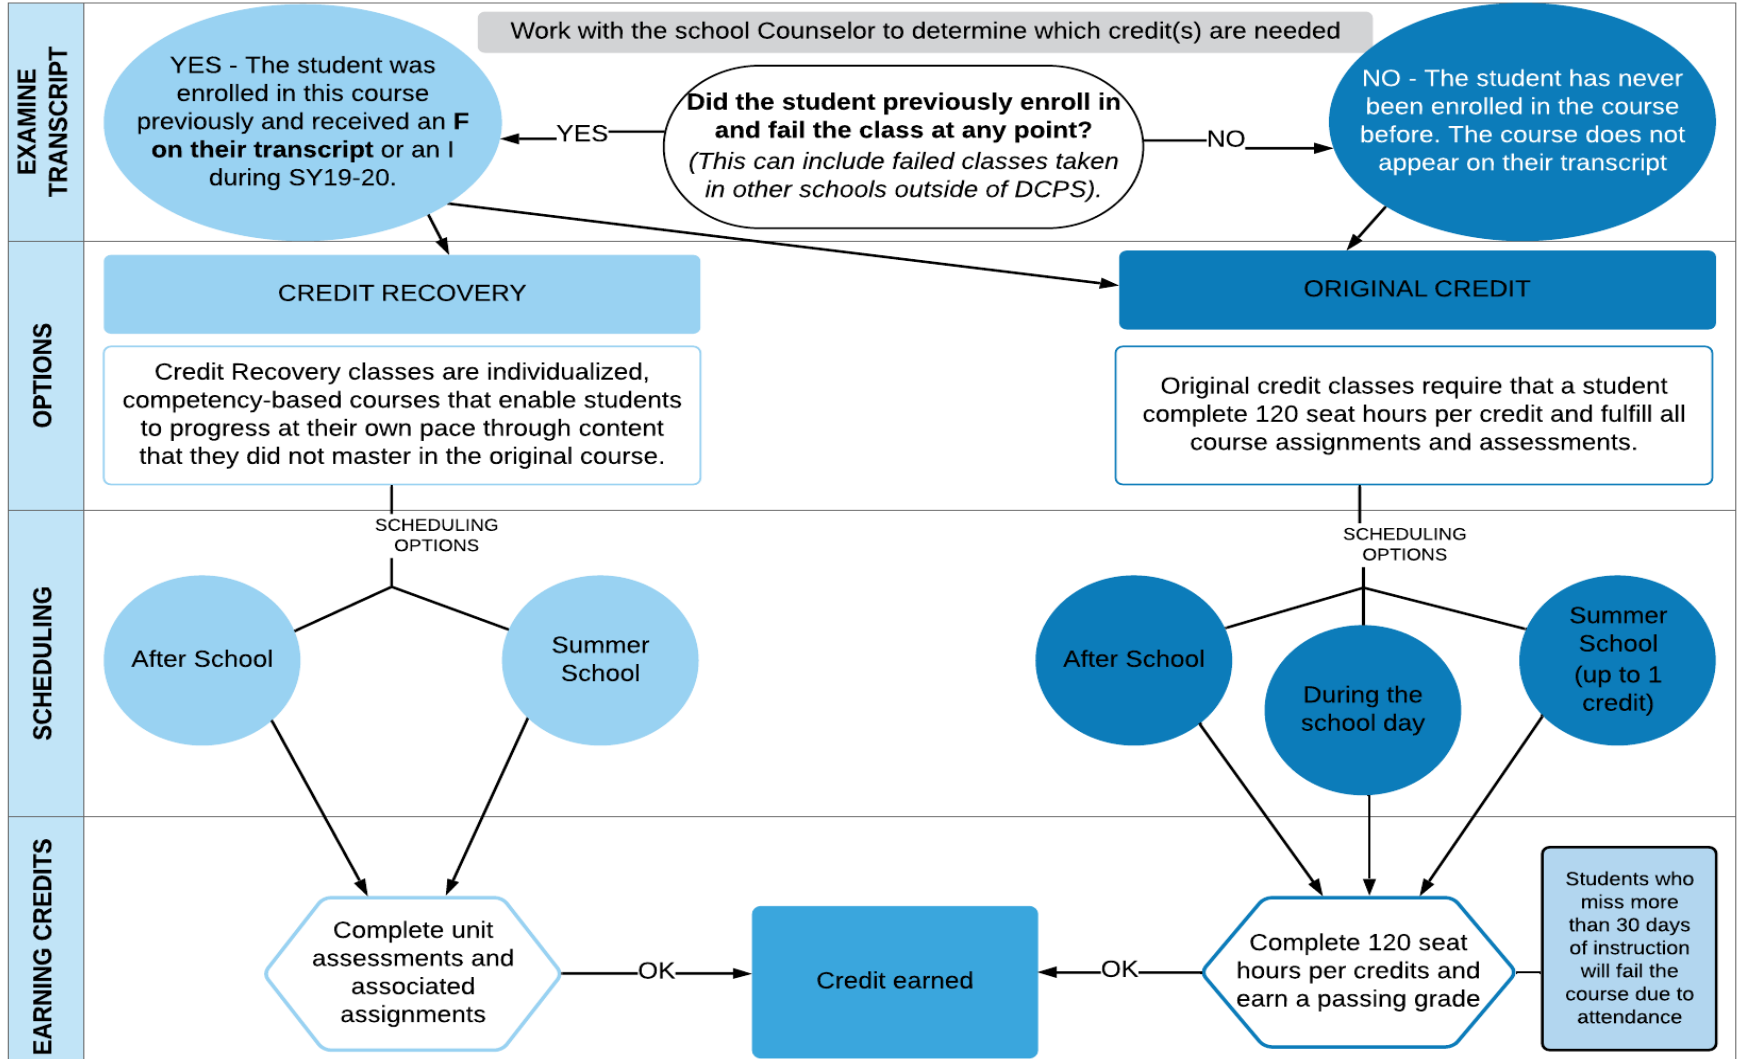 Work with the school Counselor to determine which credit(s) are needed
EXAMINE
TRANSCRIPT
YES - The student was
enrolled in this course
previously and received an F
on their transcript or an I
during SY19-20.
YES
Did the student previously enroll in
and fail the class at any point?
(This can include failed classes taken
in other schools outside of DCPS).
NO
NO - The student has never
been enrolled in the course
before. The course does not
appear on their transcript
OPTIONS
CREDIT RECOVERY
Credit Recovery classes are individualized,
competency-based courses that enable students
to progress at their own pace through content
that they did not master in the original course.
ORIGINAL CREDIT
Original credit classes require that a student
complete 120 seat hours per credit and fulfill all
course assignments and assessments.
SCHEDULING
SCHEDULING
OPTIONS
After School
Summer
School
SCHEDULING
OPTIONS
After School
During the
school day
Summer
School
(up to 1
credit)
EARNING CREDITS
Complete unit
assessments and
associated
assignments
OK
Credit earned
OK
Complete 120 seat
hours per credits and
earn a passing grade
Students who
miss more
than 30 days
of instruction
will fail the
course due to
attendance